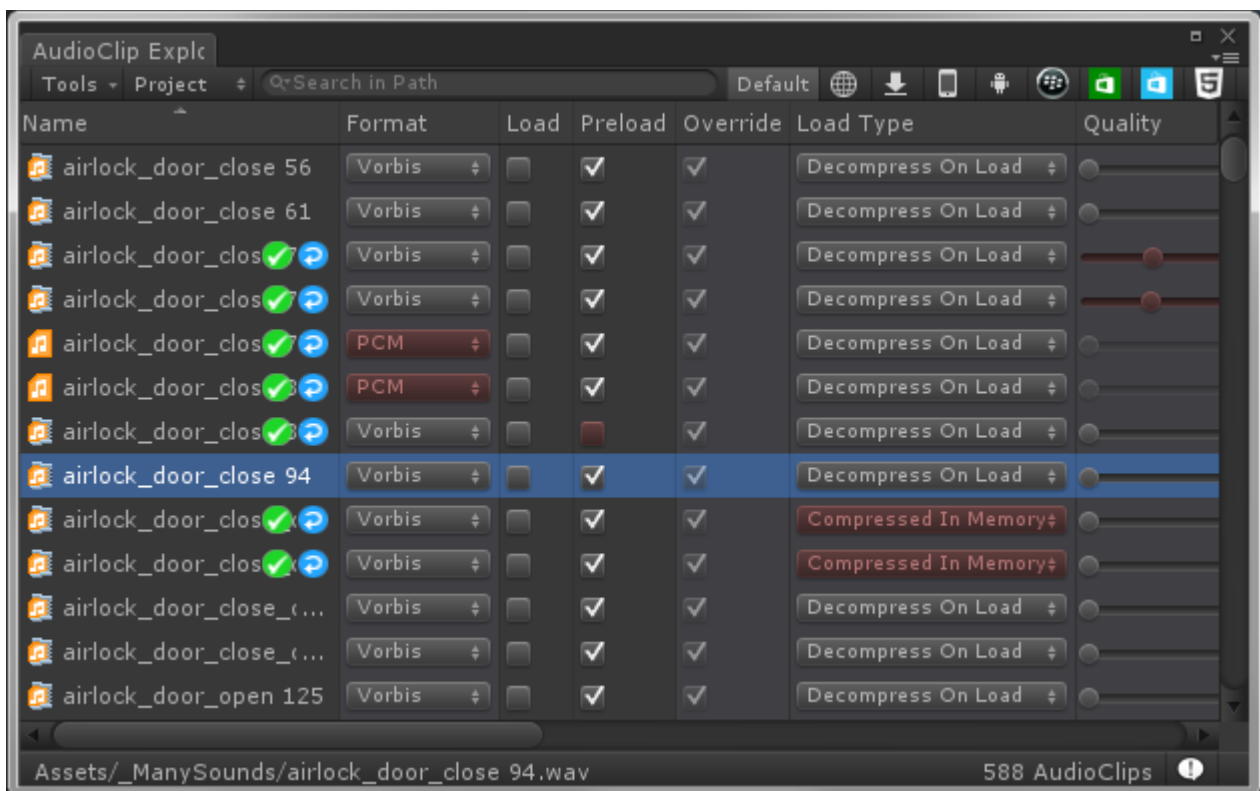 AudioClip Explc
Tools Project Search in Path Default
Name Format Load Preload Override Load Type Quality
airlock_door_close 56 Vorbis Decompress On Load
airlock_door_close 61 Vorbis Decompress On Load
airlock_door_clos Vorbis Decompress On Load
airlock_door_clos Vorbis Decompress On Load
airlock_door_clos PCM Decompress On Load
airlock_door_clos PCM Decompress On Load
airlock_door_clos Vorbis Decompress On Load
airlock_door_close 94 Vorbis Decompress On Load
airlock_door_clos Vorbis Compressed In Memory
airlock_door_clos Vorbis Compressed In Memory
airlock_door_close_(... Vorbis Decompress On Load
airlock_door_close_(... Vorbis Decompress On Load
airlock_door_open 125 Vorbis Decompress On Load
Assets/_ManySounds/airlock_door_close 94.wav 588 AudioClips